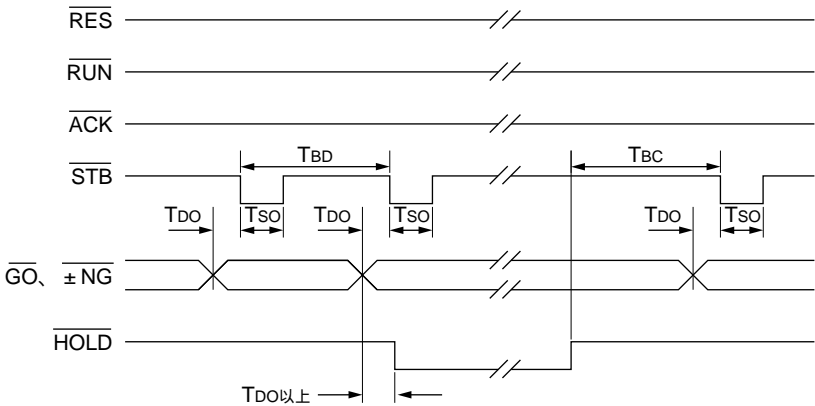 RES
RUN
ACK
TBD TBC
STB
TDO TSO TDO TSO TDO TSO
GO、 ± NG
HOLD
TDO以上